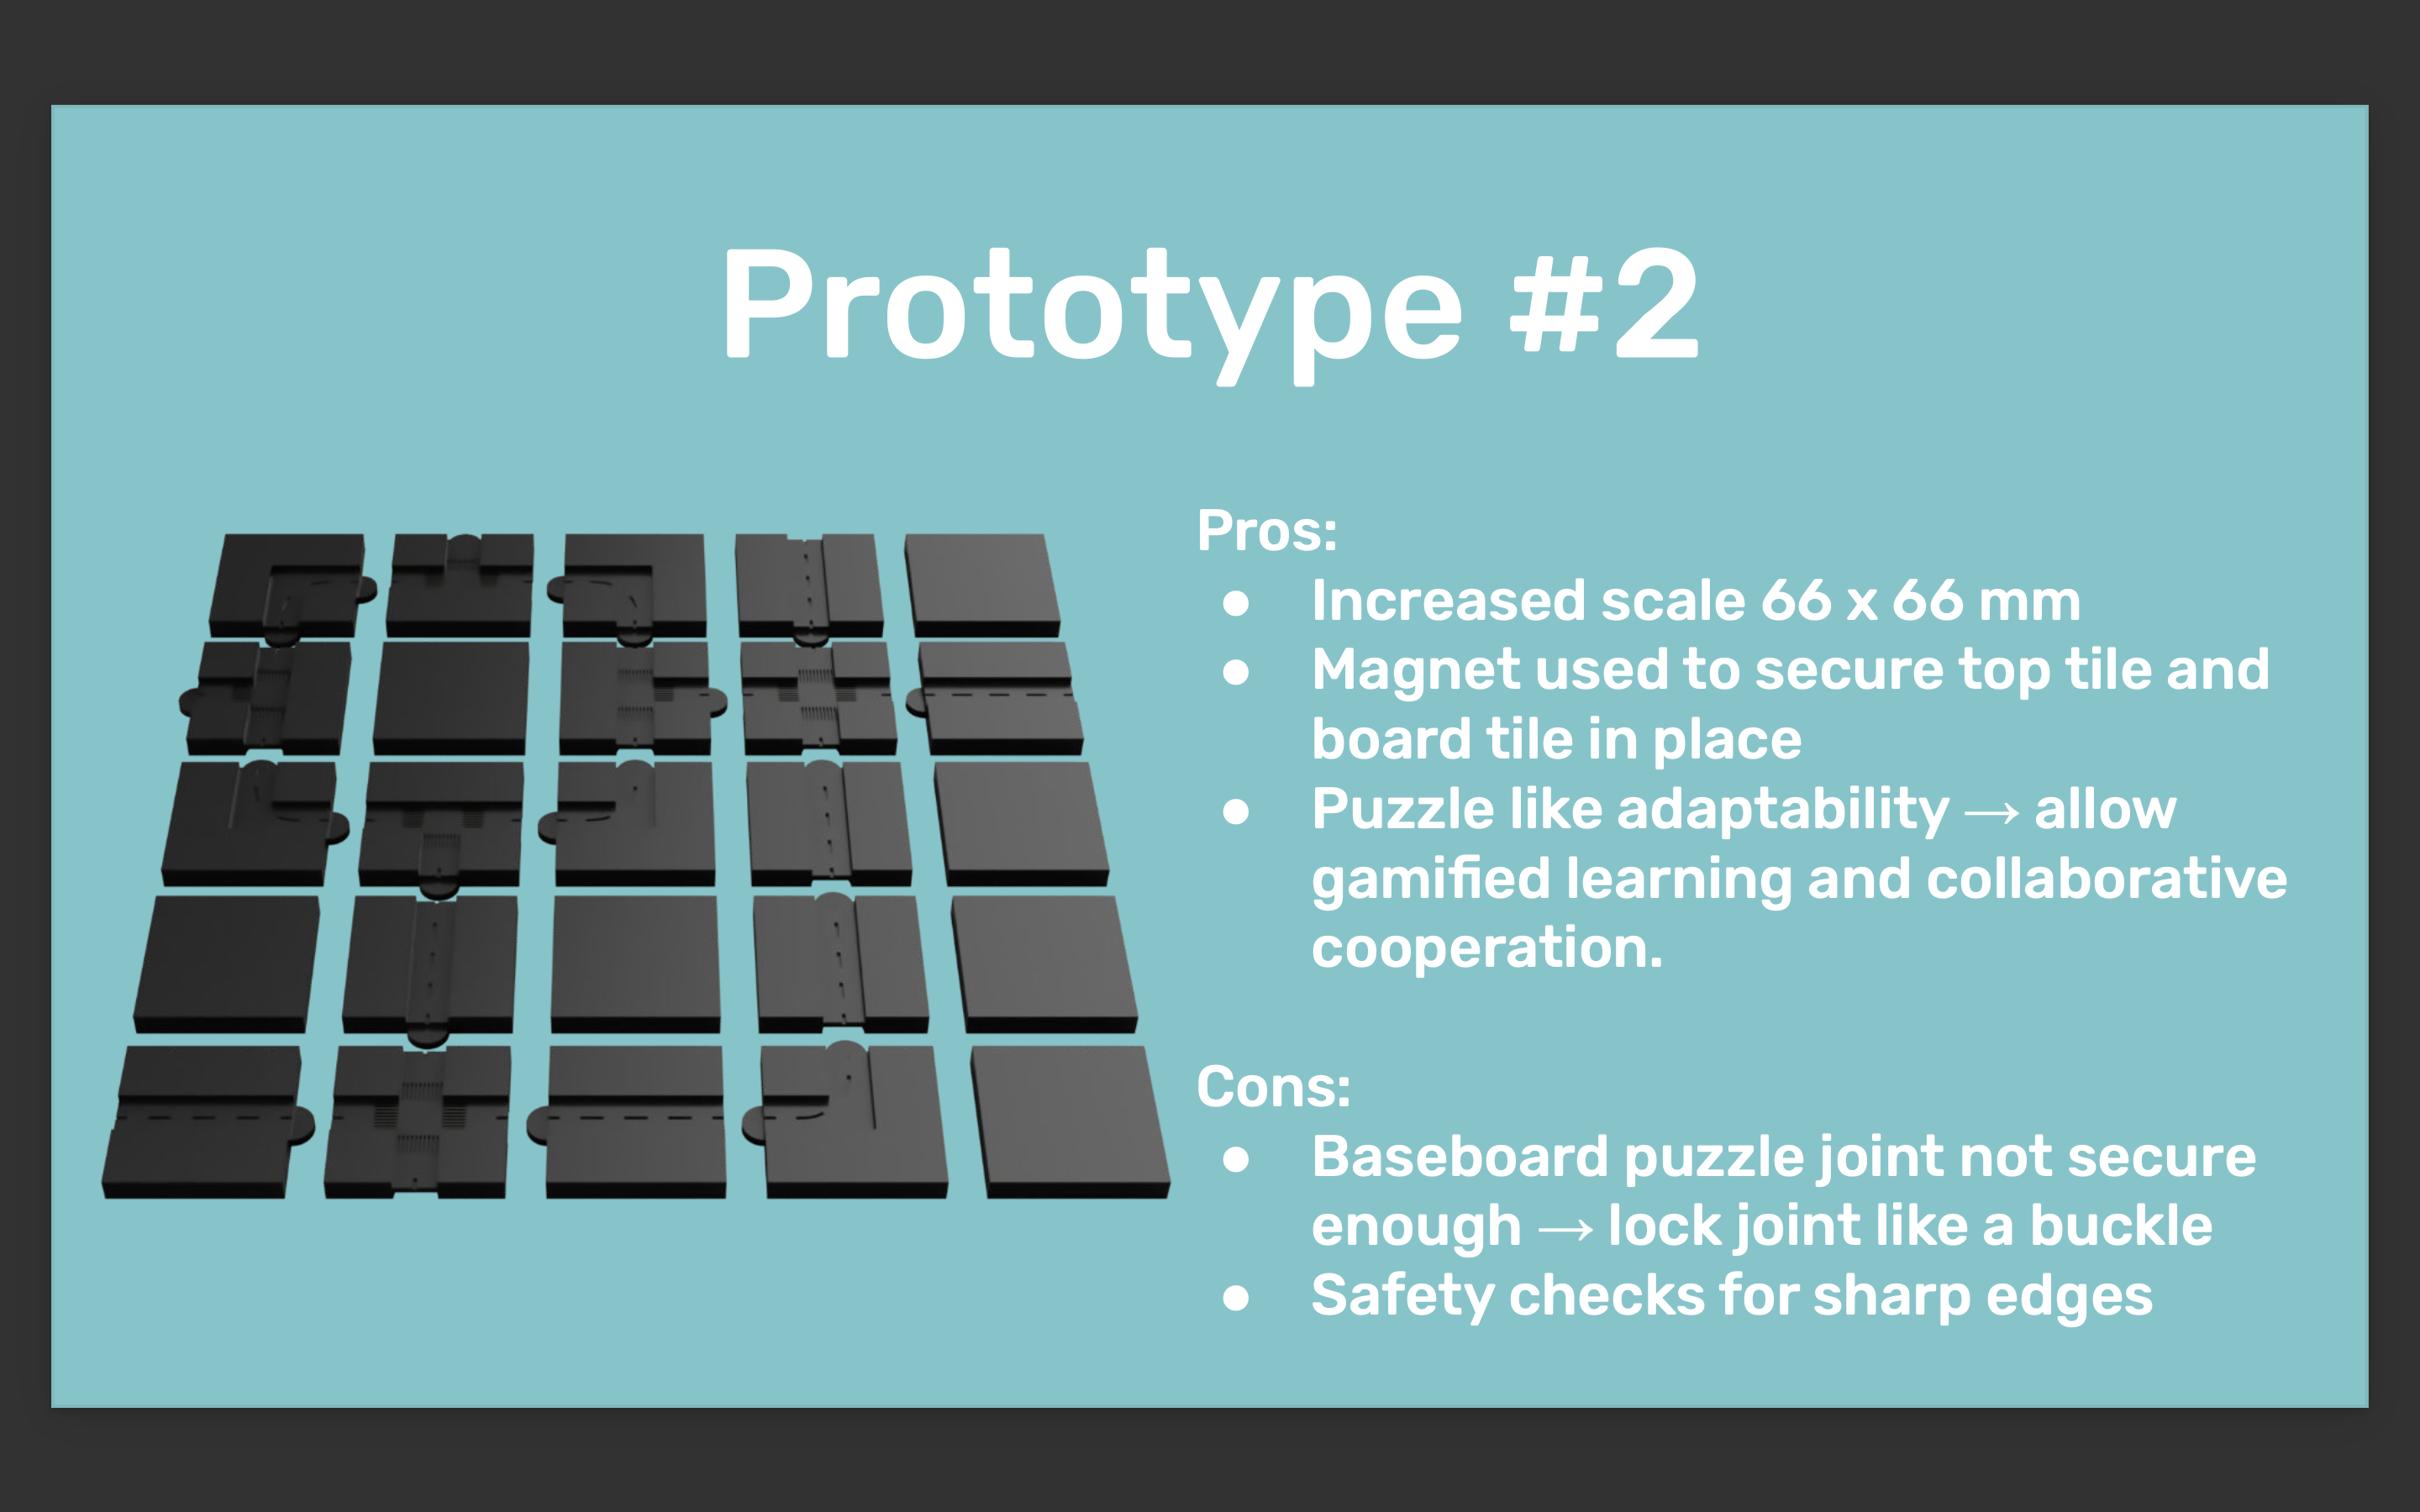 Prototype #2
Pros:
● Increased scale 66 x 66 mm
● Magnet used to secure top tile and
board tile in place
● Puzzle like adaptability → allow
gamified learning and collaborative
cooperation.
Cons:
● Baseboard puzzle joint not secure
enough → lock joint like a buckle
● Safety checks for sharp edges